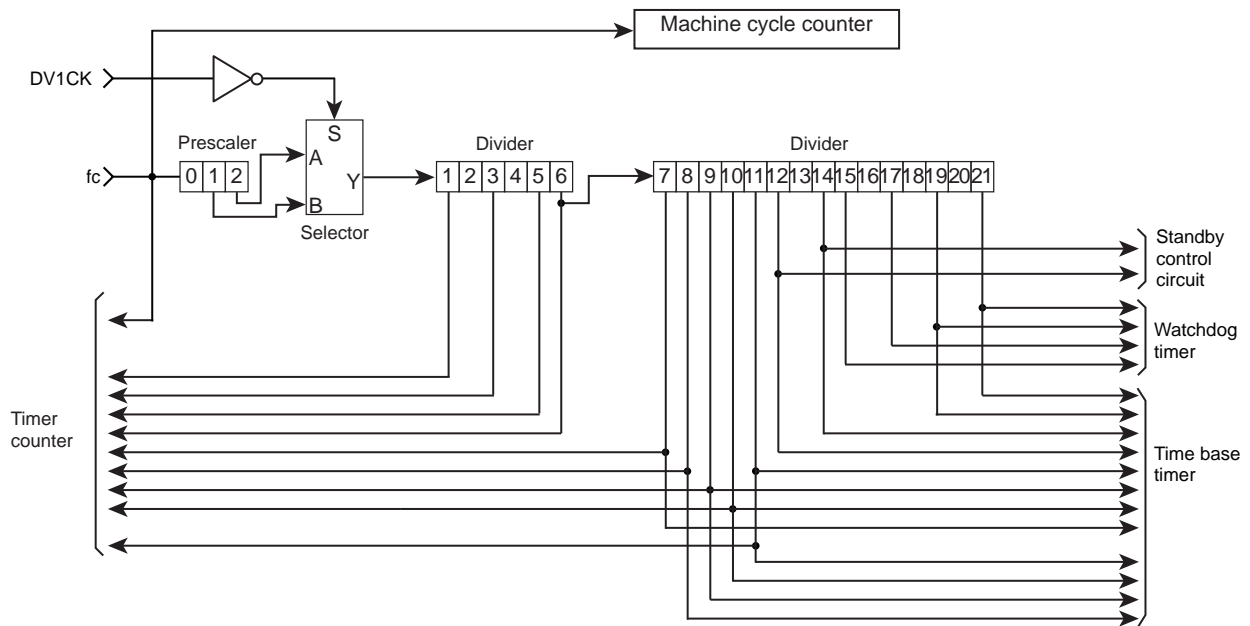 Machine cycle counter
DV1CK
S
Prescaler
Divider
Divider
fc
0 1 2
A
Y
B
1 2 3 4 5 6
7 8 9 10 11 12 13 14 15 16 17 18 19 20 21
Selector
Standby
control
circuit
Watchdog
timer
Timer
counter
Time base
timer